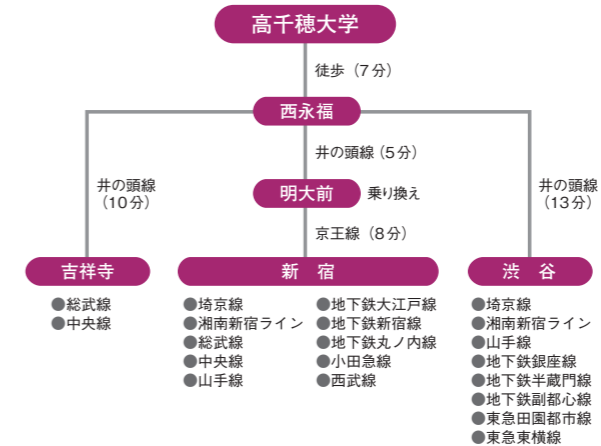 高千穂大学
徒歩（7分）
西永福
井の頭線（5分）
井の頭線
（10分）
明大前
乗り換え
井の頭線
（13分）
京王線（8分）
吉祥寺
●総武線
●中央線
新　宿
●埼京線
●湘南新宿ライン
●総武線
●中央線
●山手線
●地下鉄大江戸線
●地下鉄新宿線
●地下鉄丸ノ内線
●小田急線
●西武線
渋　谷
●埼京線
●湘南新宿ライン
●山手線
●地下鉄銀座線
●地下鉄半蔵門線
●地下鉄副都心線
●東急田園都市線
●東急東横線